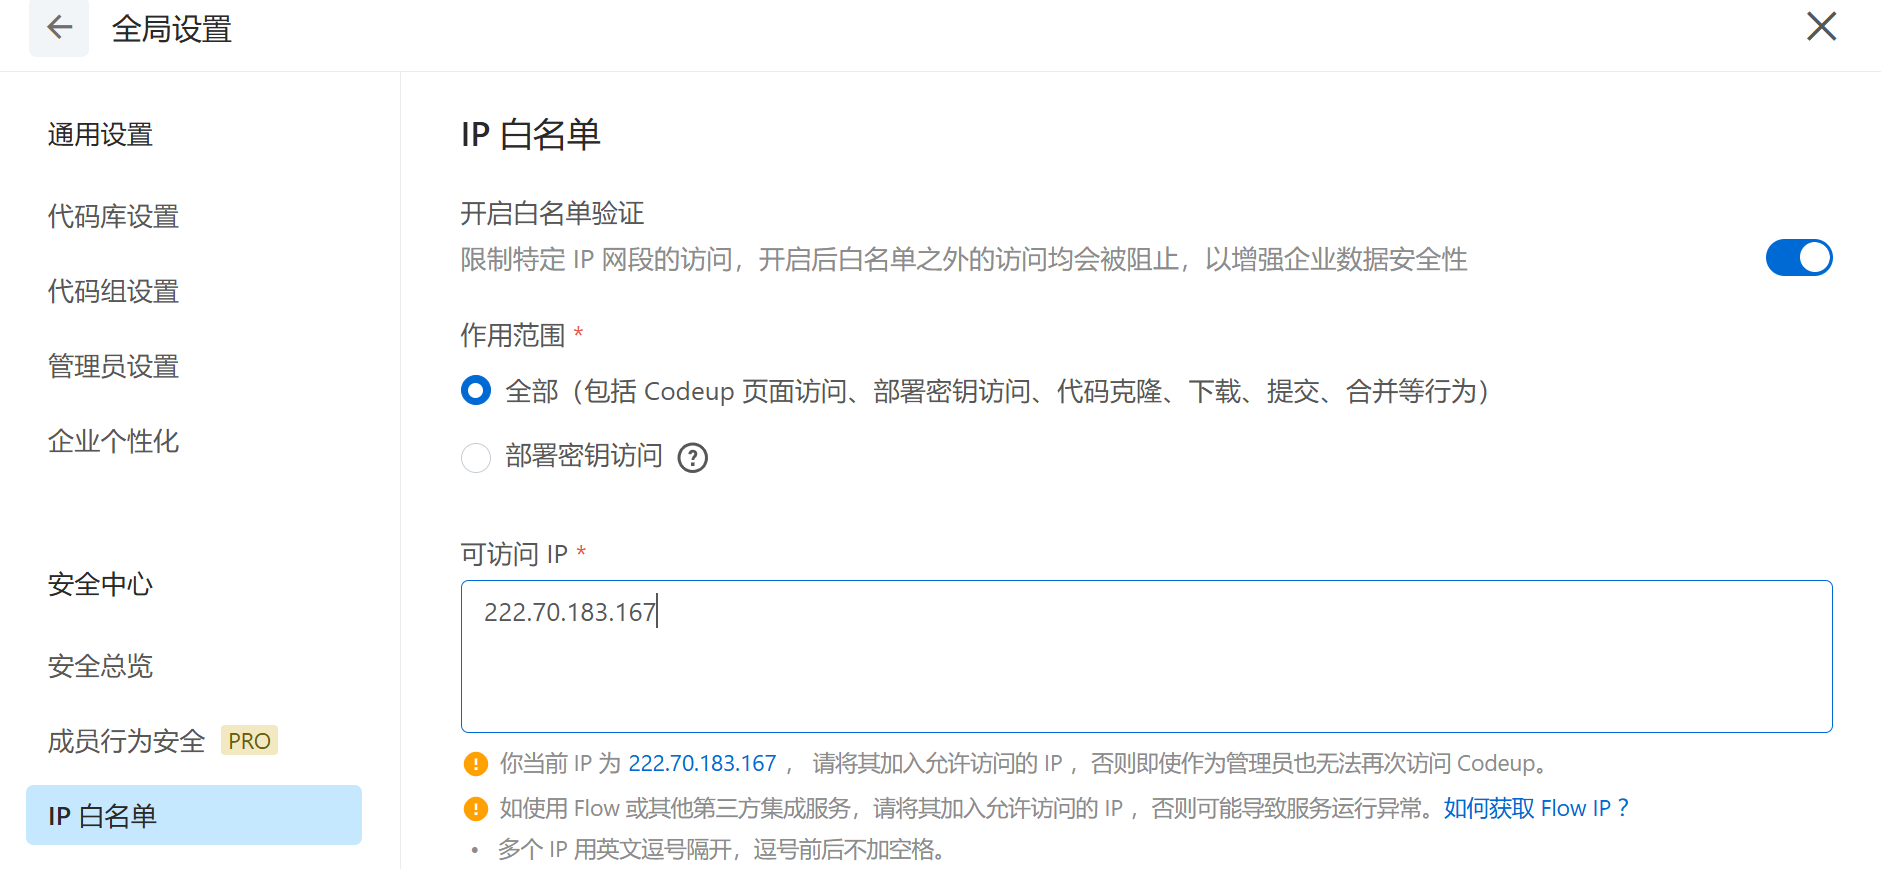 全局设置
通用设置
代码库设置
代码组设置
管理员设置
企业个性化
安全中心
安全总览
成员行为安全 PRO
IP 白名单
IP 白名单
开启白名单验证
限制特定 IP 网段的访问，开启后白名单之外的访问均会被阻止，以增强企业数据安全性
作用范围 *
全部（包括 Codeup 页面访问、部署密钥访问、代码克隆、下载、提交、合并等行为）
部署密钥访问 ?
可访问 IP *
222.70.183.167
你当前 IP 为 222.70.183.167 ， 请将其加入允许访问的 IP ，否则即使作为管理员也无法再次访问 Codeup。
如使用 Flow 或其他第三方集成服务，请将其加入允许访问的 IP ，否则可能导致服务运行异常。如何获取 Flow IP ？
• 多个 IP 用英文逗号隔开，逗号前后不加空格。